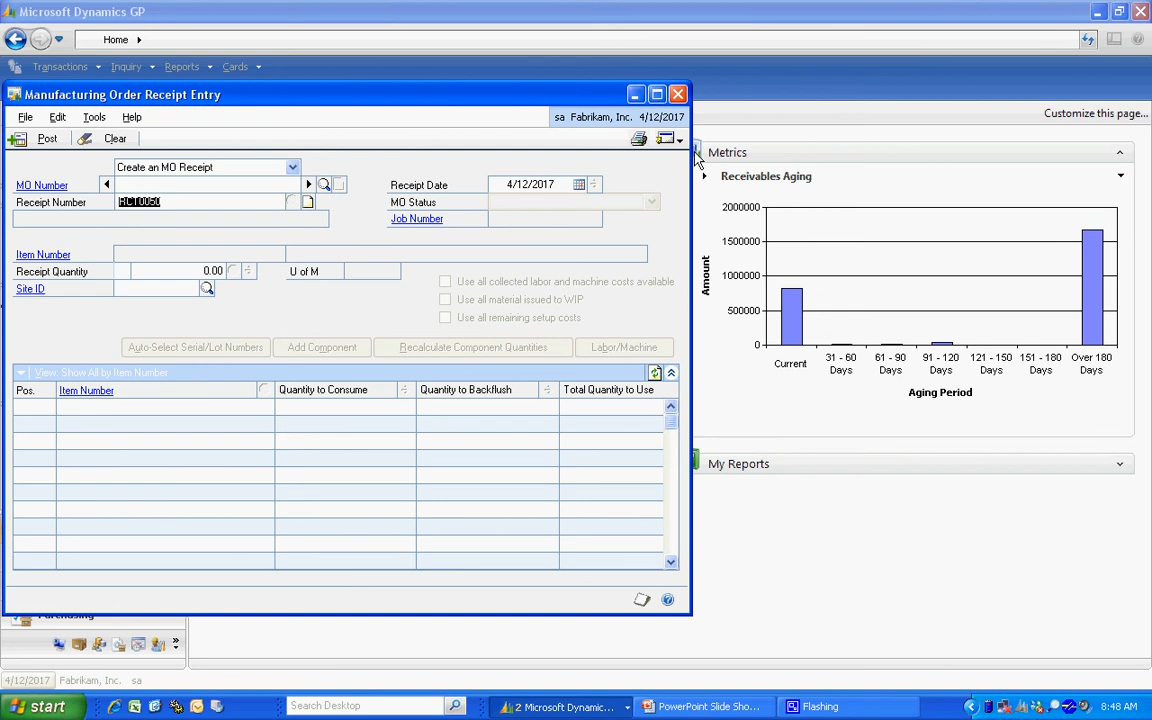 Microsoft Dynamics GP
Home
Transactions Inquiry Reports Cards
Manufacturing Order Receipt Entry
File Edit Tools Help
sa Fabrikam, Inc. 4/12/2017
Post Clear
Create an MO Receipt
MO Number
Receipt Date 4/12/2017
Receipt Number RCT0050
MO Status
Job Number
Item Number
Receipt Quantity 0.00 U of M
Site ID
Use all collected labor and machine costs available
Use all material issued to WIP
Use all remaining setup costs
Auto-Select Serial/Lot Numbers Add Component Recalculate Component Quantities Labor/Machine
View: Show All by Item Number
Pos. Item Number Quantity to Consume Quantity to Backflush Total Quantity to Use
Customize this page...
Metrics
Receivables Aging
2000000
1500000
1000000
500000
0
Amount
Current 31 - 60 Days 61 - 90 Days 91 - 120 Days 121 - 150 Days 151 - 180 Days Over 180 Days
Aging Period
My Reports
Purchasing
4/12/2017 Fabrikam, Inc. sa
start
2 Microsoft Dynamic...
Search Desktop
PowerPoint Slide Sho...
Flashing
8:48 AM